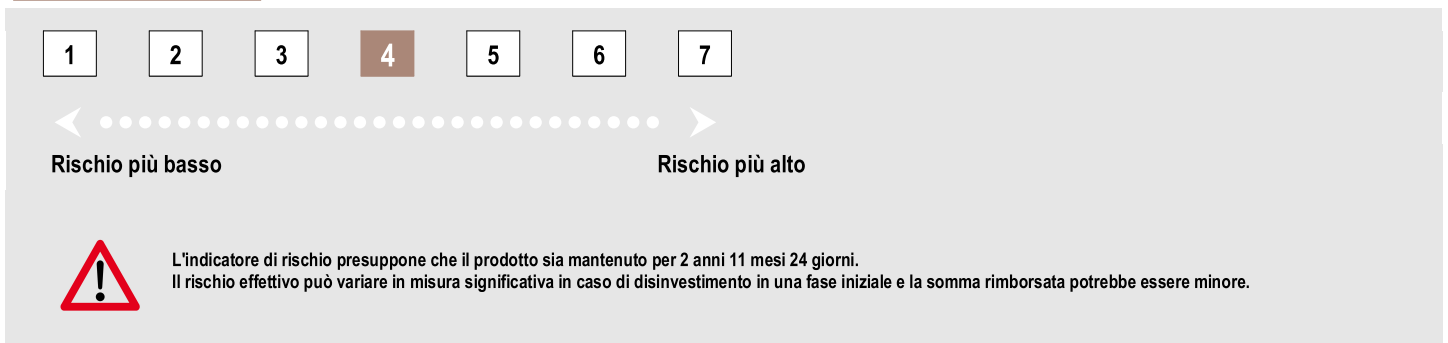 1 2 3 4 5 6 7
Rischio più basso Rischio più alto
!
L'indicatore di rischio presuppone che il prodotto sia mantenuto per 2 anni 11 mesi 24 giorni.
Il rischio effettivo può variare in misura significativa in caso di disinvestimento in una fase iniziale e la somma rimborsata potrebbe essere minore.